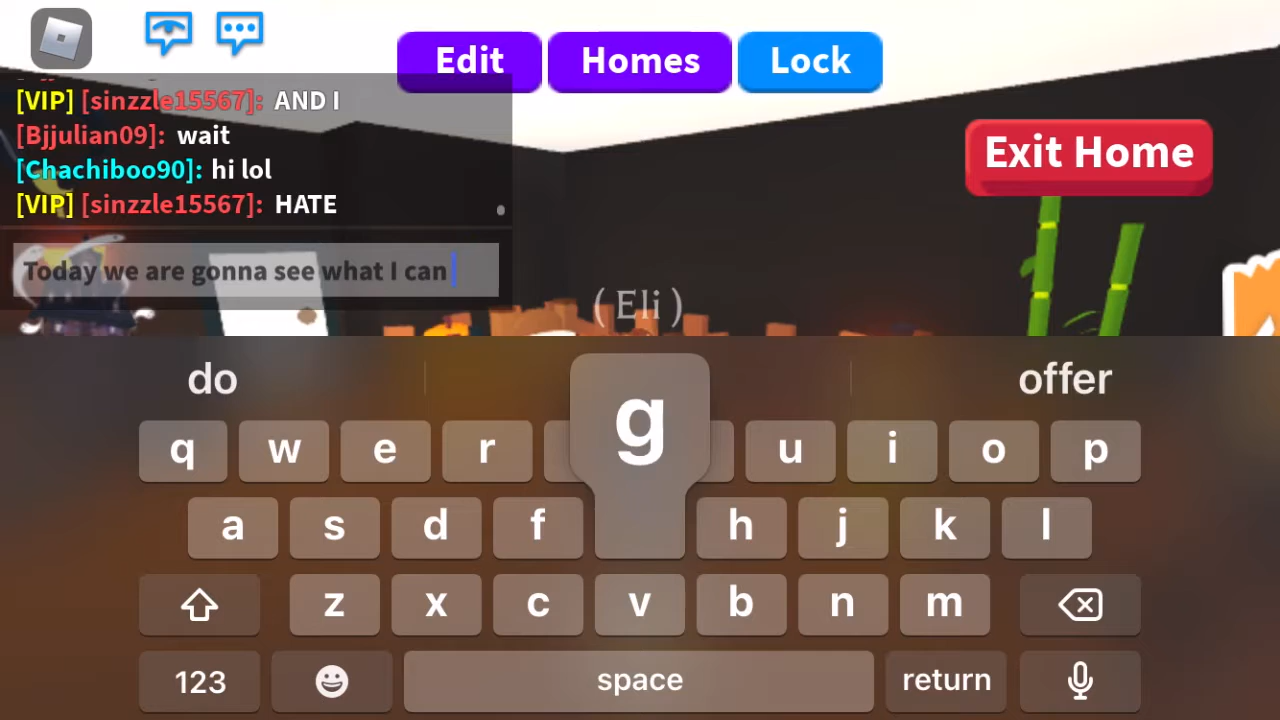 Edit Homes Lock
[VIP] [sinzzle15567]: AND I
[Bjjulian09]: wait
[Chachiboo90]: hi lol
[VIP] [sinzzle15567]: HATE
Exit Home
Today we are gonna see what I can
(Eli)
do offer
g
q w e r u i o p
a s d f h j k l
z x c v b n m
123 space return